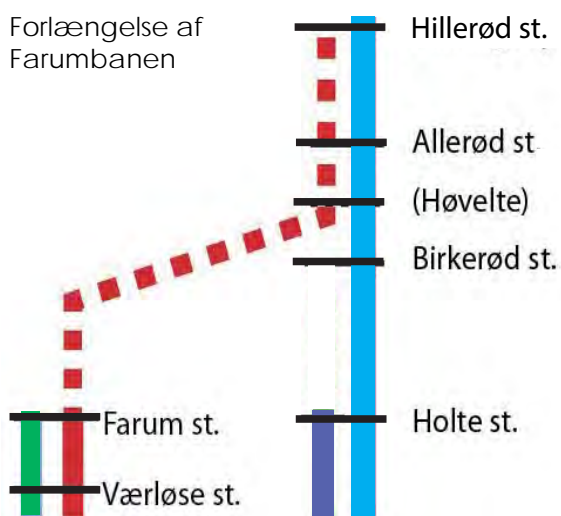 Forlængelse af
Farumbanen
Hillerød st.
Allerød st
(Høvelte)
Birkerød st.
Farum st.
Holte st.
Værløse st.